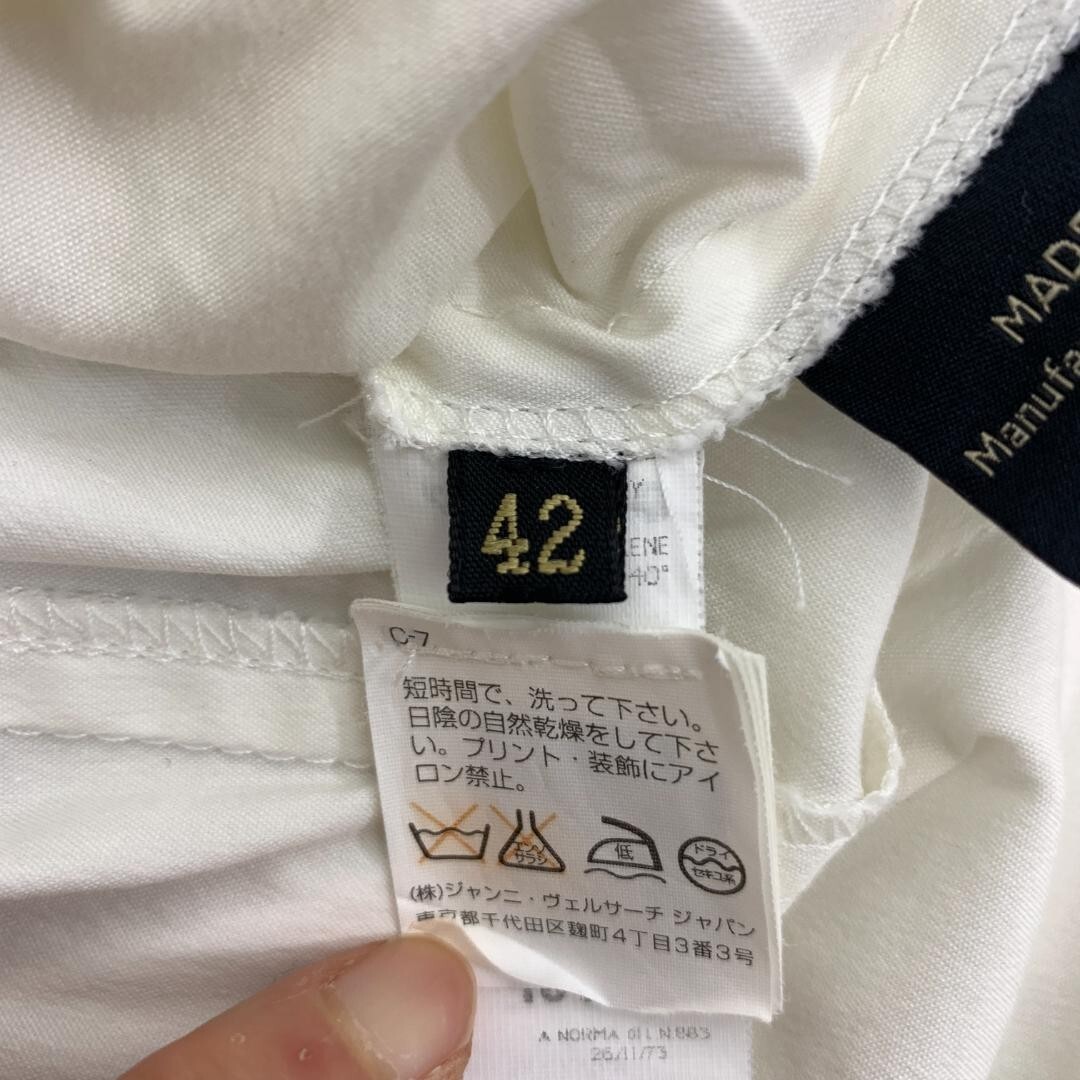 MADE
Manufa
42
Y
ENE
40°
C-7
短時間で、洗って下さい。
日陰の自然乾燥をして下さ
い。プリント・装飾にアイ
ロン禁止。
エンソ
サラシ
低
ドライ
セキユ系
(株)ジャンニ・ヴェルサーチ ジャパン
東京都千代田区麹町4丁目3番3号
NORMA
N.883
26/11/73